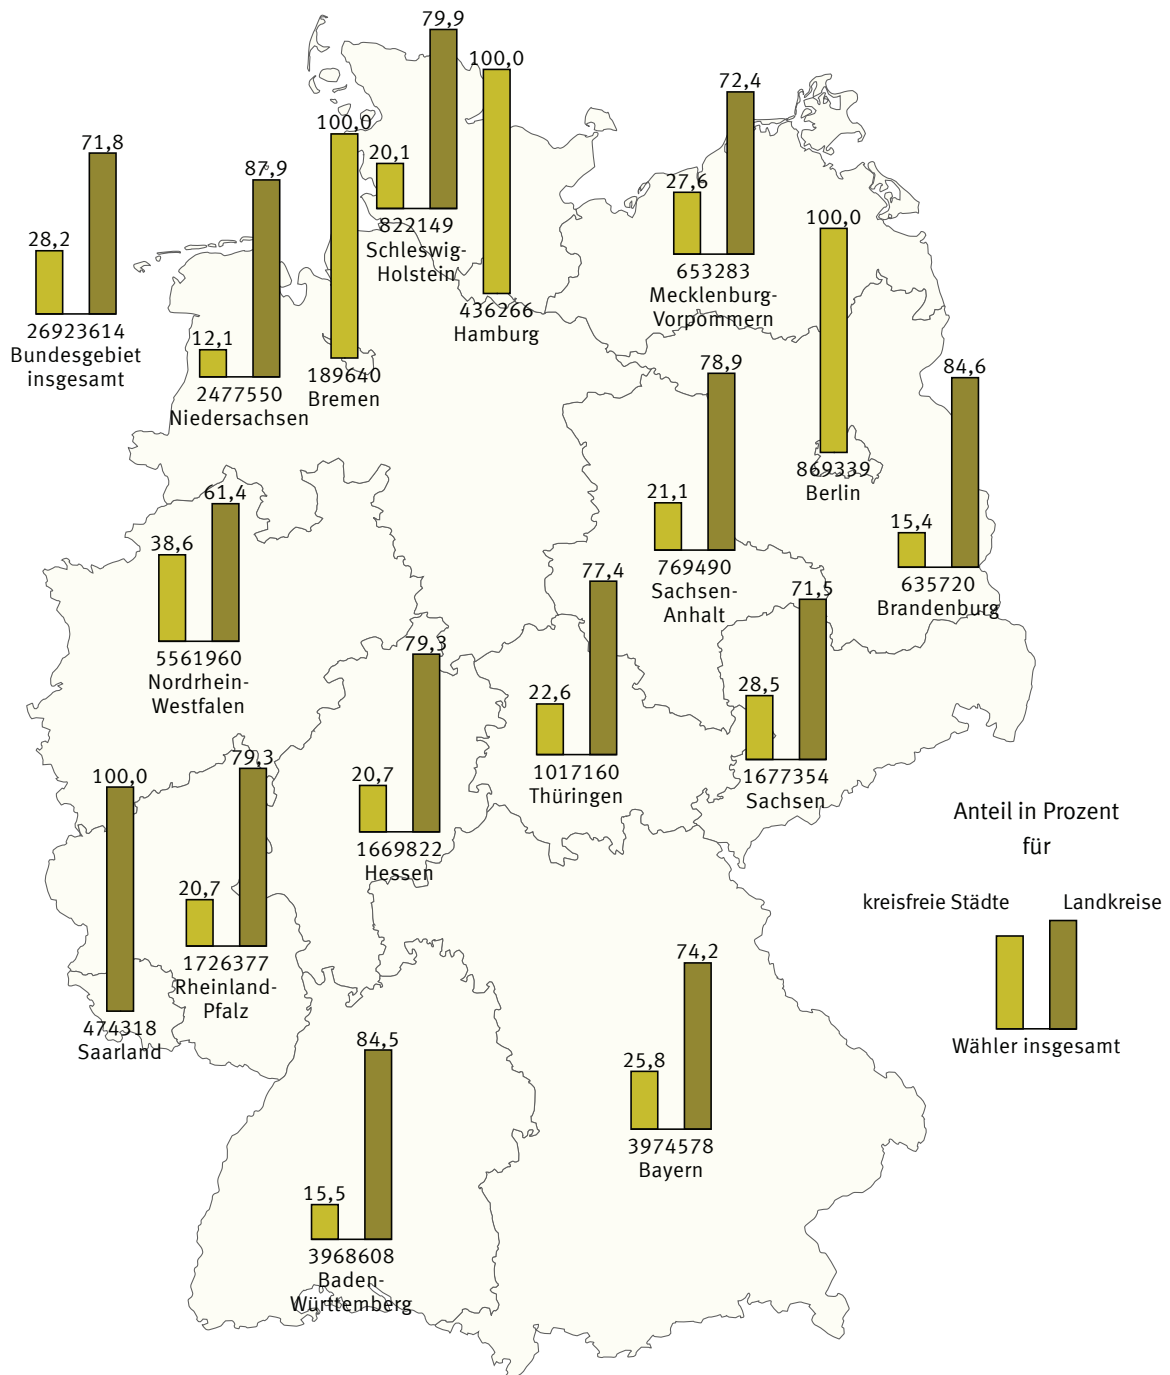 79,9
20,1
822149
Schleswig-
Holstein
100,0
436266
Hamburg
72,4
27,6
653283
Mecklenburg-
Vorpommern
71,8
28,2
26923614
Bundesgebiet
insgesamt
87,9
12,1
2477550
Niedersachsen
100,0
189640
Bremen
100,0
869339
Berlin
84,6
15,4
635720
Brandenburg
78,9
21,1
769490
Sachsen-
Anhalt
61,4
38,6
5561960
Nordrhein-
Westfalen
79,3
20,7
1669822
Hessen
77,4
22,6
1017160
Thüringen
71,5
28,5
1677354
Sachsen
100,0
474318
Saarland
79,3
20,7
1726377
Rheinland-
Pfalz
84,5
15,5
3968608
Baden-
Württemberg
74,2
25,8
3974578
Bayern
Anteil in Prozent
für
kreisfreie Städte Landkreise
Wähler insgesamt